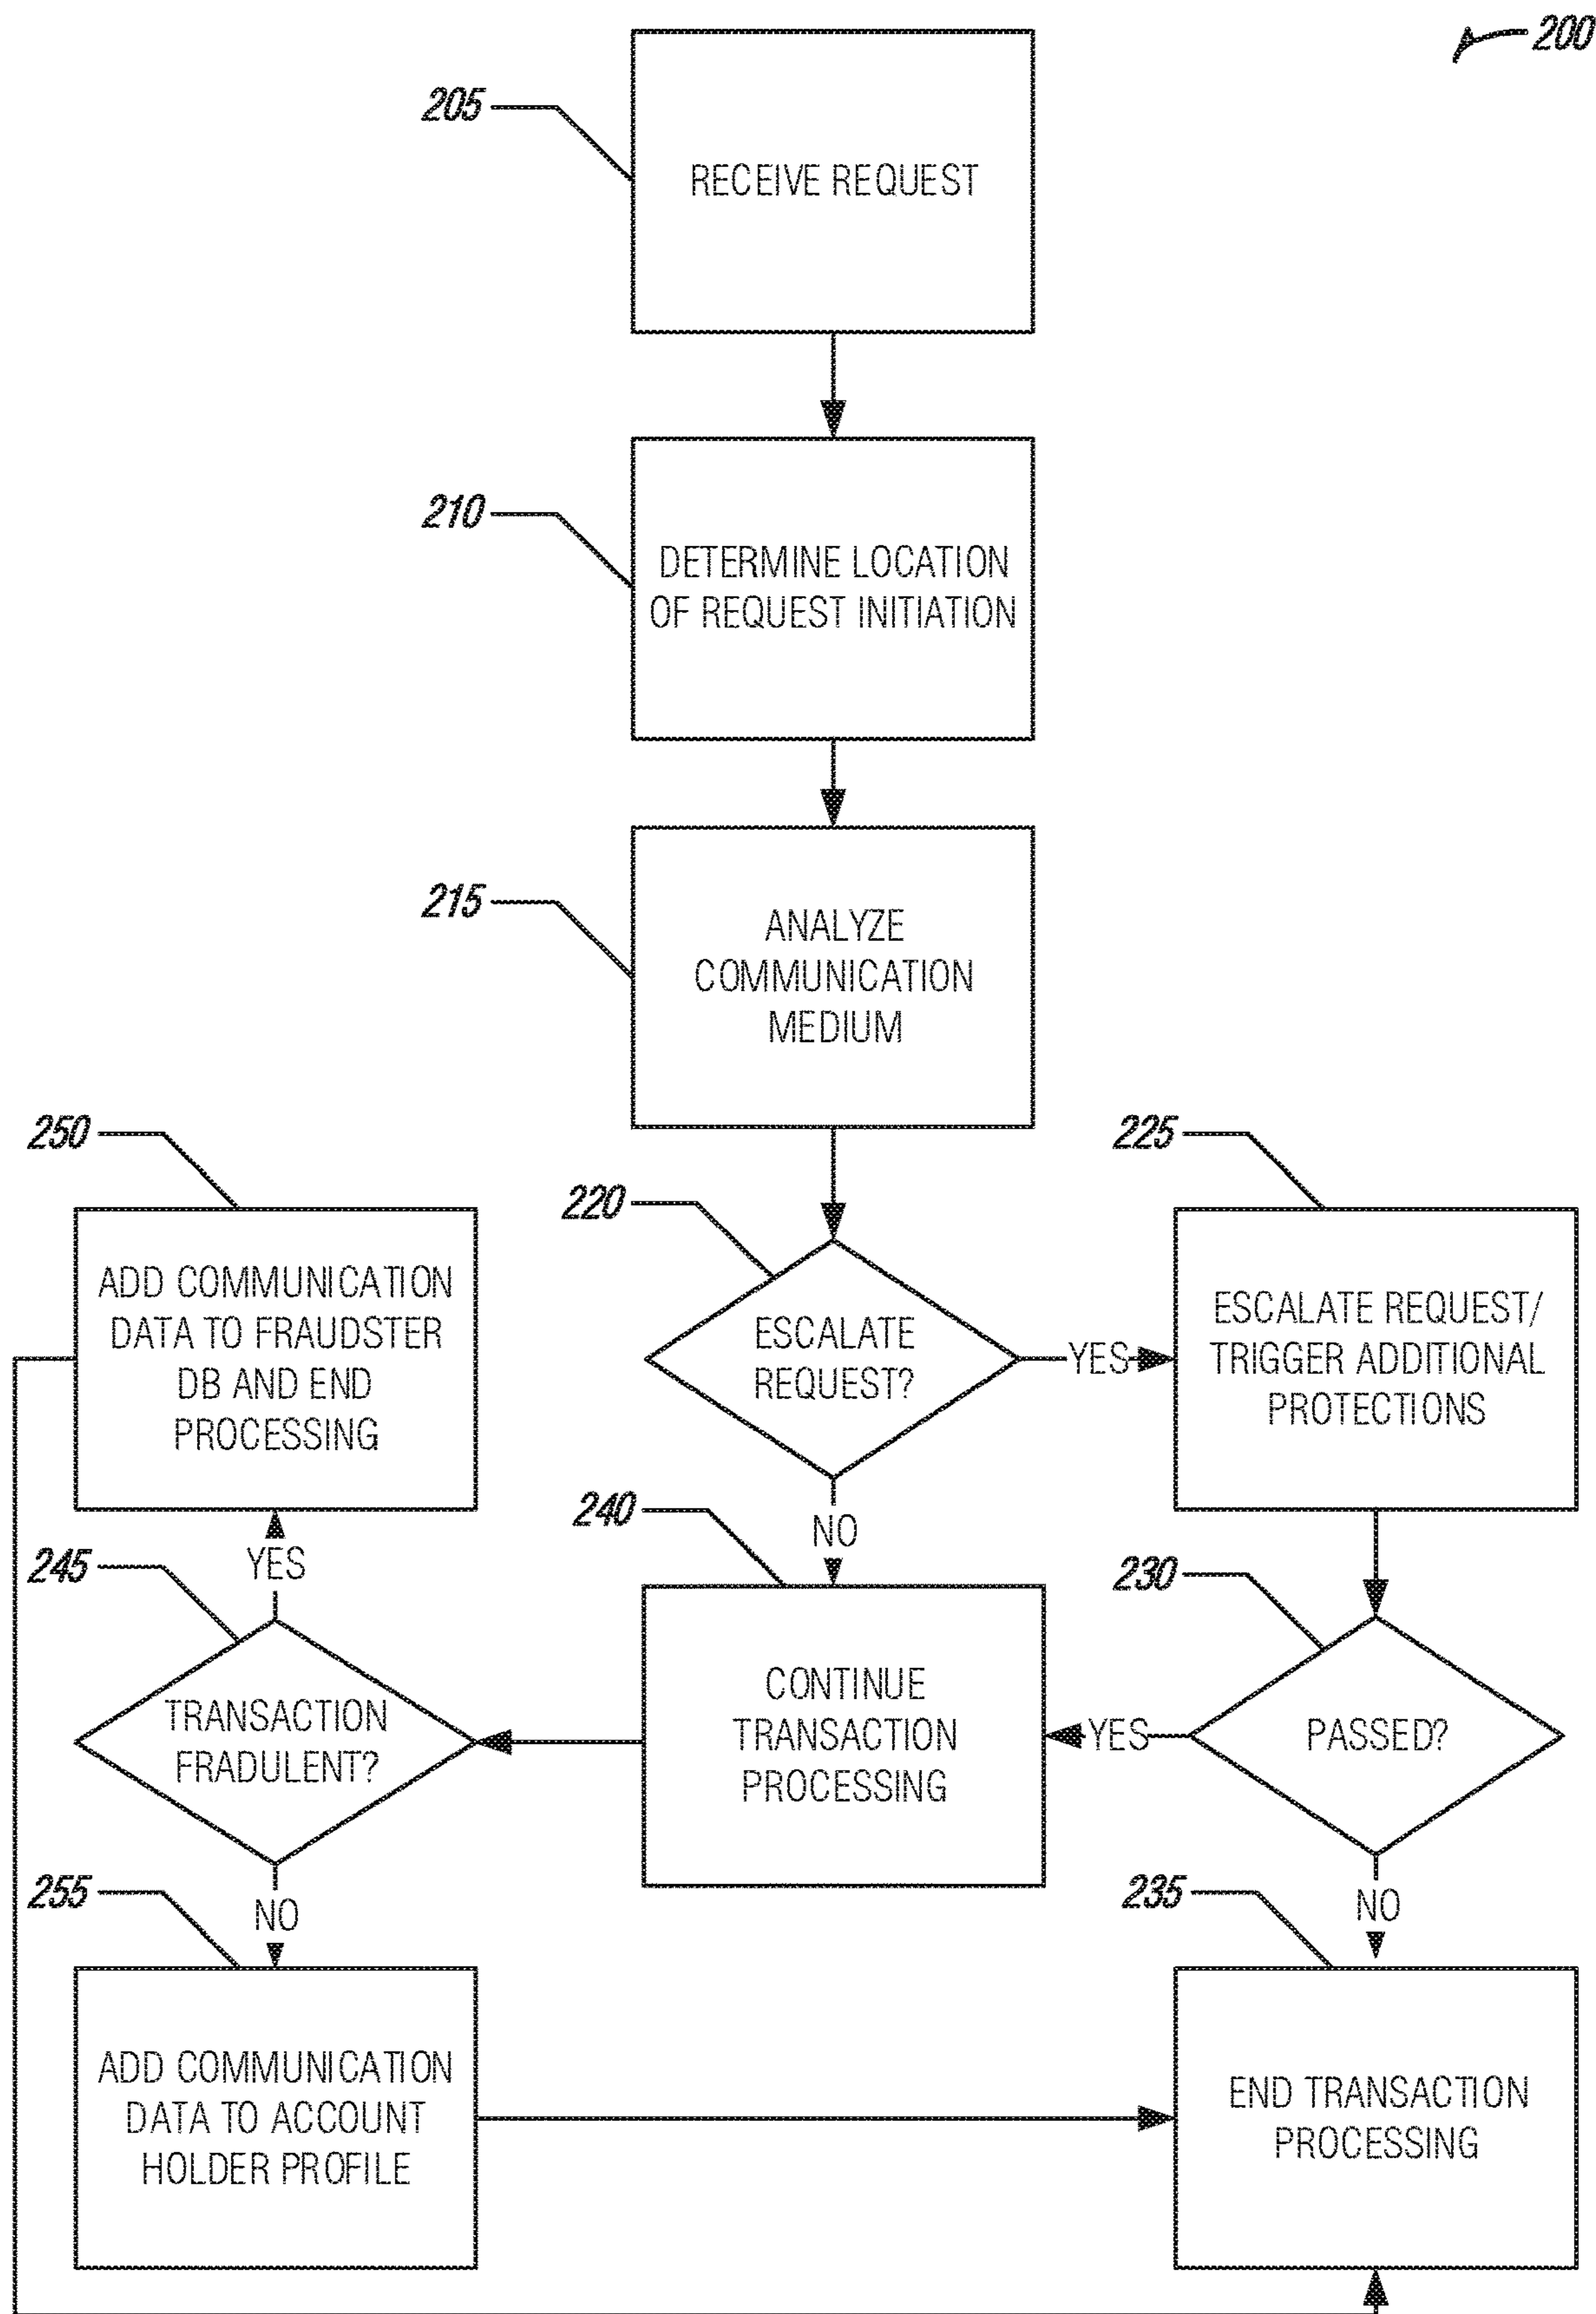 200
205
RECEIVE REQUEST
210
DETERMINE LOCATION
OF REQUEST INITIATION
215
ANALYZE
COMMUNICATION
MEDIUM
220
ESCALATE
REQUEST?
YES
NO
225
ESCALATE REQUEST/
TRIGGER ADDITIONAL
PROTECTIONS
230
PASSED?
YES
NO
235
END TRANSACTION
PROCESSING
240
CONTINUE
TRANSACTION
PROCESSING
245
TRANSACTION
FRADULENT?
YES
NO
250
ADD COMMUNICATION
DATA TO FRAUDSTER
DB AND END
PROCESSING
255
ADD COMMUNICATION
DATA TO ACCOUNT
HOLDER PROFILE